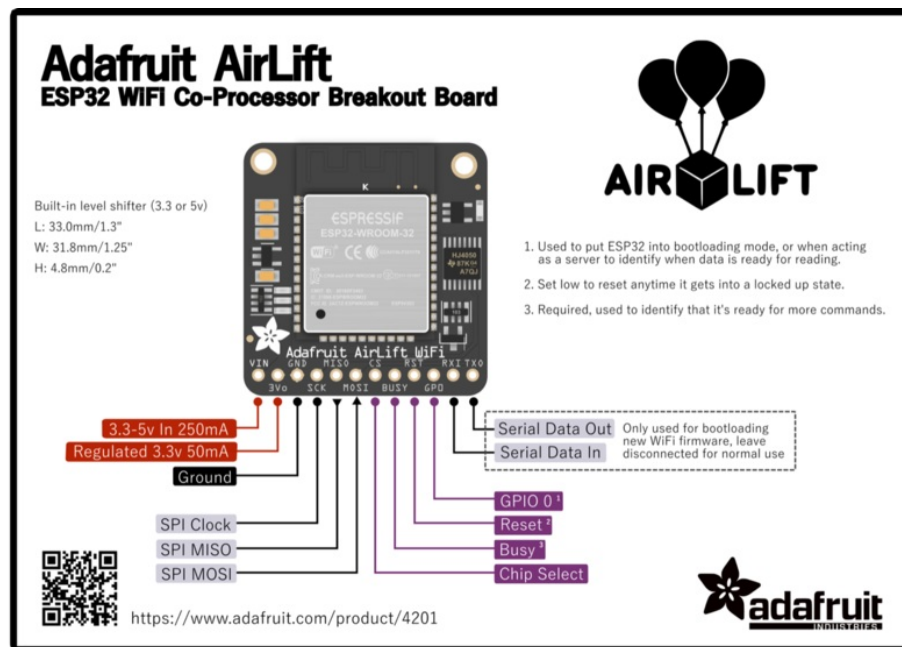 Adafruit AirLift
ESP32 WiFi Co-Processor Breakout Board
AIR LIFT
Built-in level shifter (3.3 or 5v)
L: 33.0mm/1.3"
W: 31.8mm/1.25"
H: 4.8mm/0.2"
1. Used to put ESP32 into bootloading mode, or when acting
as a server to identify when data is ready for reading.
2. Set low to reset anytime it gets into a locked up state.
3. Required, used to identify that it's ready for more commands.
K
ESPRESSIF
ESP32-WROOM-32
WiFi
CE
HJ4050
A7QJ
Adafruit AirLift WiFi
VIN GND MISO CS RST RXI TXO
3Vo SCK MOSI BUSY GPO
3.3-5v In 250mA
Regulated 3.3v 50mA
Ground
SPI Clock
SPI MISO
SPI MOSI
Serial Data Out
Serial Data In
Only used for bootloading
new WiFi firmware, leave
disconnected for normal use
GPIO 0 ¹
Reset ²
Busy ³
Chip Select
https://www.adafruit.com/product/4201
adafruit
INDUSTRIES